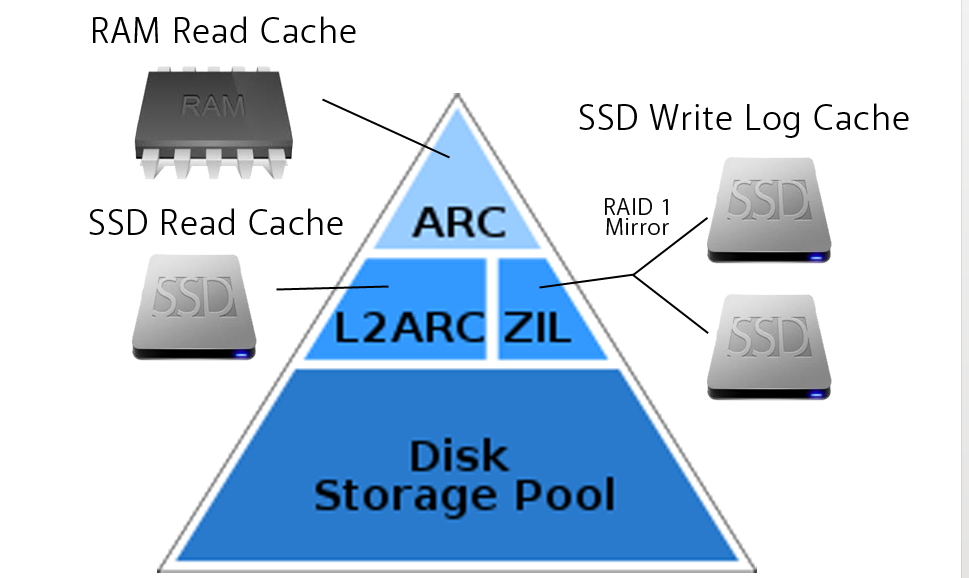 RAM Read Cache
RAM
SSD Read Cache
SSD
SSD Write Log Cache
SSD
RAID 1
Mirror
SSD
ARC
L2ARC
ZIL
Disk
Storage Pool